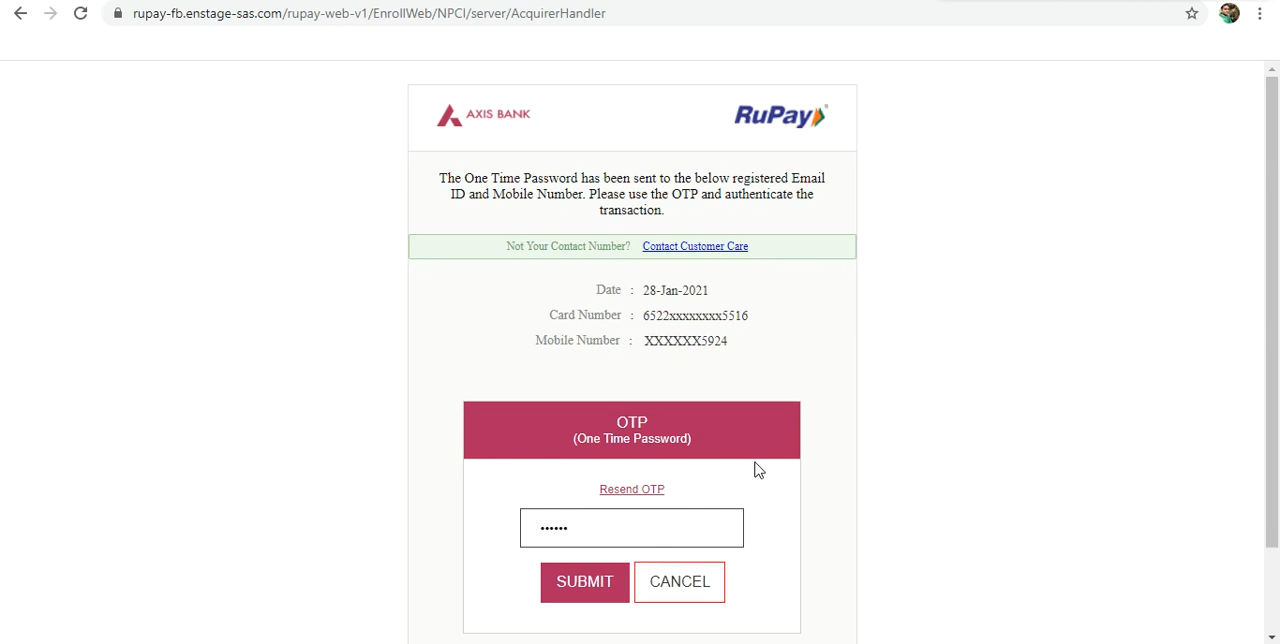 rupay-fb.enstage-sas.com/rupay-web-v1/EnrollWeb/NPCI/server/AcquirerHandler
AXIS BANK
RuPay
The One Time Password has been sent to the below registered Email
ID and Mobile Number. Please use the OTP and authenticate the
transaction.
Not Your Contact Number? Contact Customer Care
Date : 28-Jan-2021
Card Number : 6522xxxxxxxx5516
Mobile Number : XXXXXX5924
OTP
(One Time Password)
Resend OTP
••••••
SUBMIT CANCEL